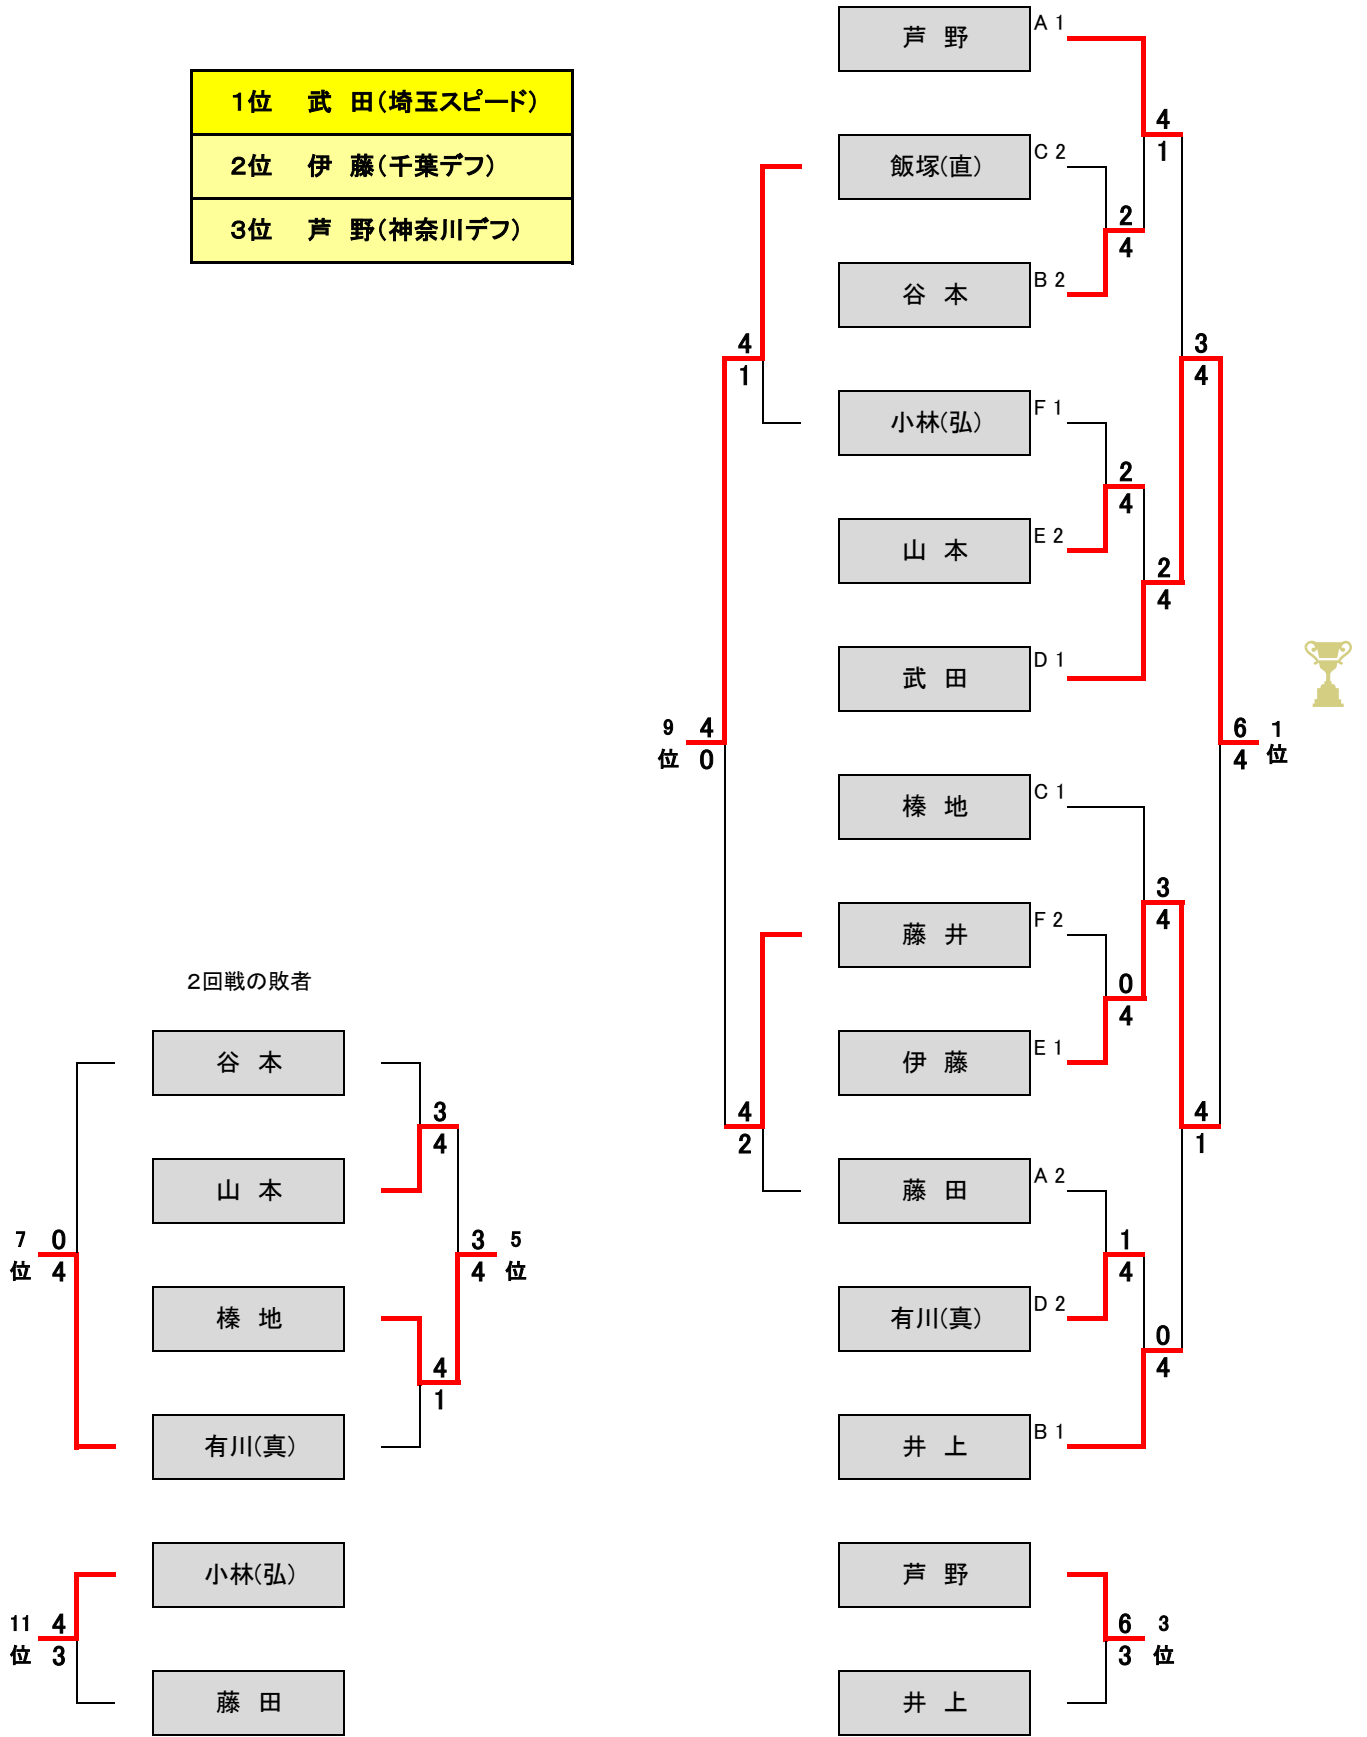 1位　武　田（埼玉スピード）
2位　伊　藤（千葉デフ）
3位　芦　野（神奈川デフ）
芦　野
A 1
4
1
飯塚(直)
C 2
2
4
谷　本
B 2
4
1
3
4
小林(弘)
F 1
2
4
山　本
E 2
2
4
武　田
D 1
9
位
4
0
6
4
1
位
榛　地
C 1
3
4
藤　井
F 2
0
4
伊　藤
E 1
4
2
4
1
藤　田
A 2
1
4
有川(真)
D 2
0
4
井　上
B 1
2回戦の敗者
谷　本
3
4
山　本
7
位
0
4
3
4
5
位
榛　地
4
1
有川(真)
小林(弘)
11
位
4
3
藤　田
芦　野
6
3
3
位
井　上